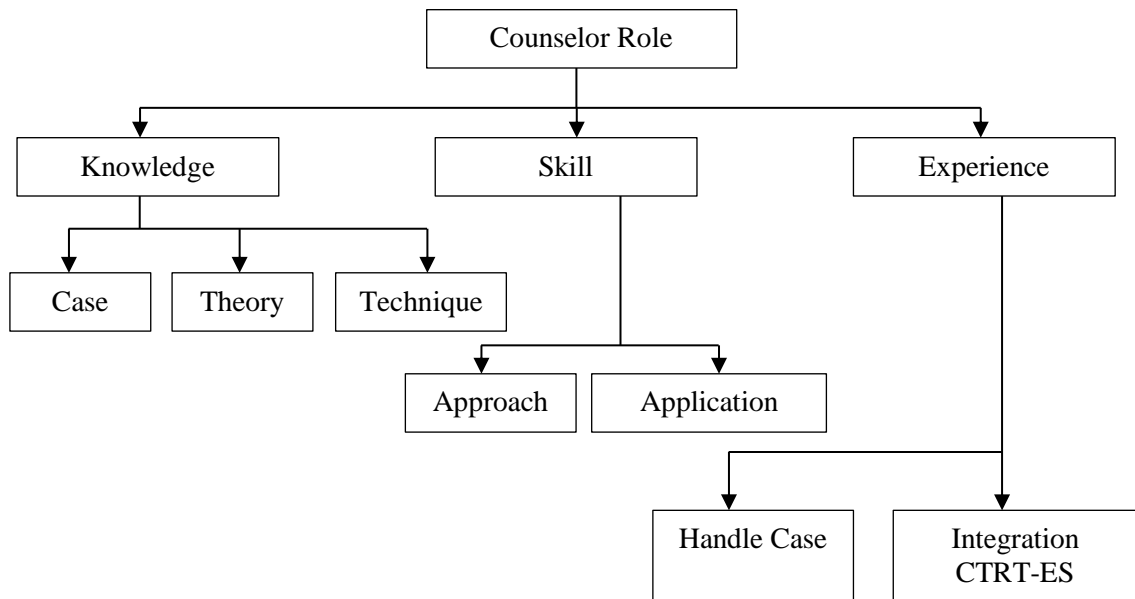 Counselor Role
Knowledge
Skill
Experience
Case
Theory
Technique
Approach
Application
Handle Case
Integration
CTRT-ES